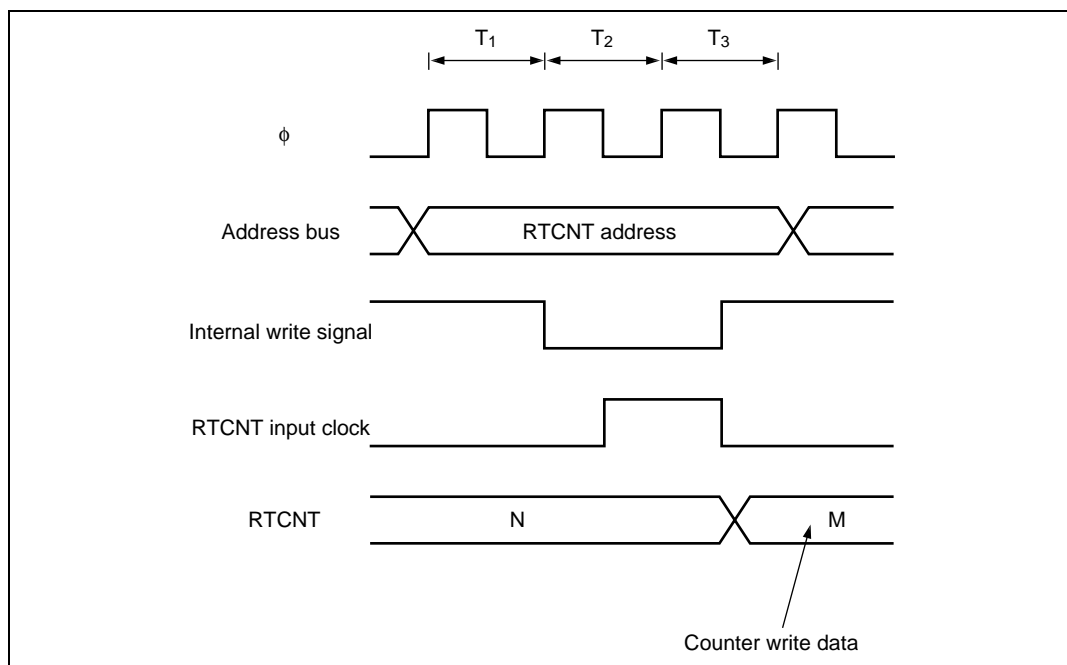 T1 T2 T3
ϕ
Address bus RTCNT address
Internal write signal
RTCNT input clock
RTCNT N M
Counter write data